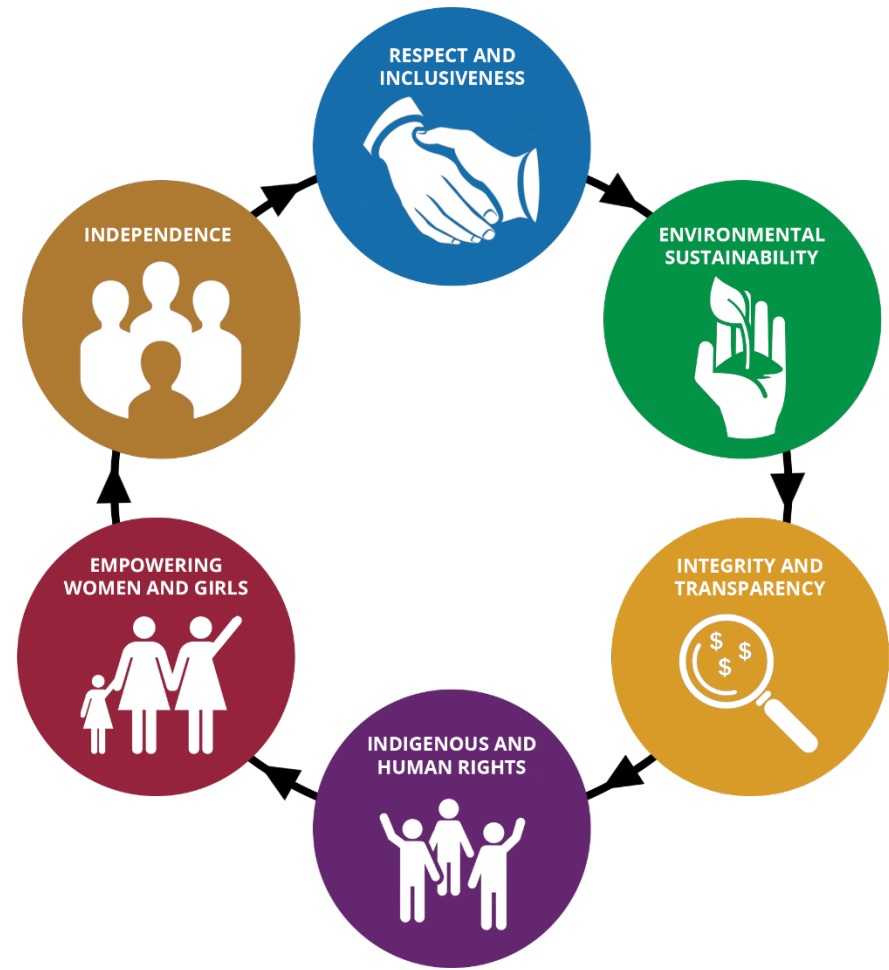 RESPECT AND
INCLUSIVENESS
ENVIRONMENTAL
SUSTAINABILITY
INTEGRITY AND
TRANSPARENCY
$ $
$
INDIGENOUS AND
HUMAN RIGHTS
EMPOWERING
WOMEN AND GIRLS
INDEPENDENCE